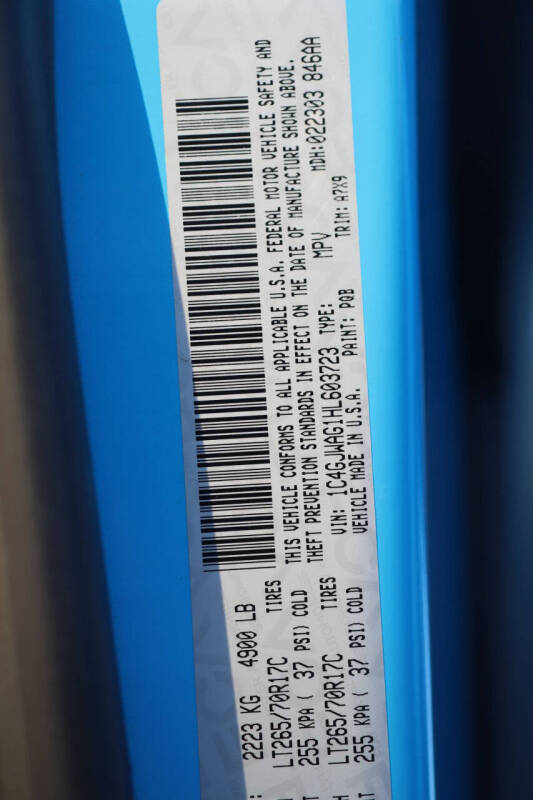 2223 KG 4900 LB
LT265/70R17C TIRES
255 KPA ( 37 PSI) COLD
LT265/70R17C TIRES
255 KPA ( 37 PSI) COLD
THIS VEHICLE CONFORMS TO ALL APPLICABLE U.S.A. FEDERAL MOTOR VEHICLE SAFETY AND
THEFT PREVENTION STANDARDS IN EFFECT ON THE DATE OF MANUFACTURE SHOWN ABOVE.
VIN: 1C4GJWAG1HL603723 TYPE: MPV MDH:022303 846AA
VEHICLE MADE IN U.S.A. PAINT: PQB TRIM: A7X9